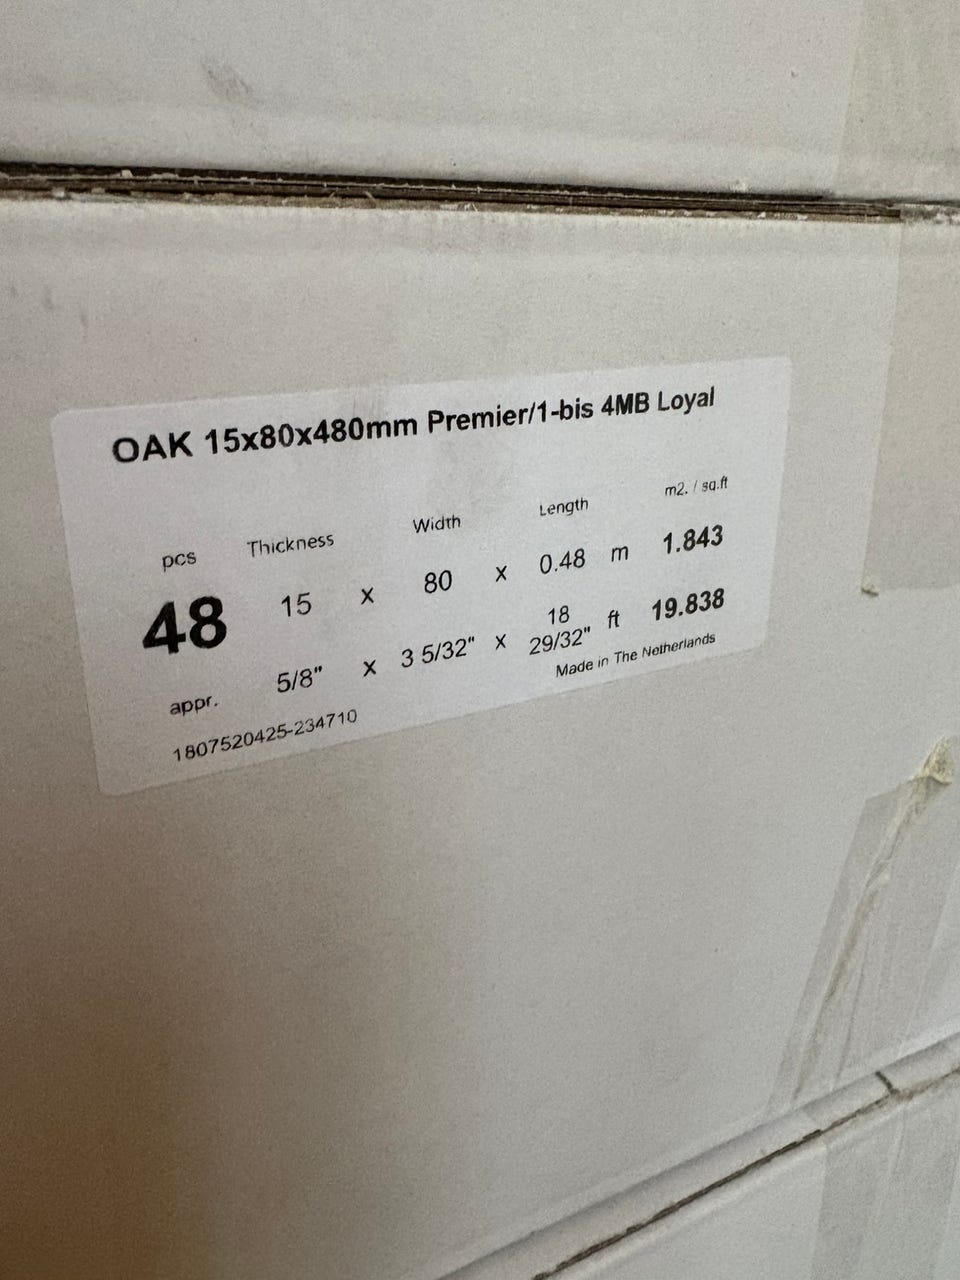 OAK 15x80x480mm Premier/1-bis 4MB Loyal
pcs Thickness Width Length m2. / sq.ft
48 15 x 80 x 0.48 m 1.843
appr. 5/8" x 3 5/32" x 18 29/32" ft 19.838
Made in The Netherlands
1807520425-234710